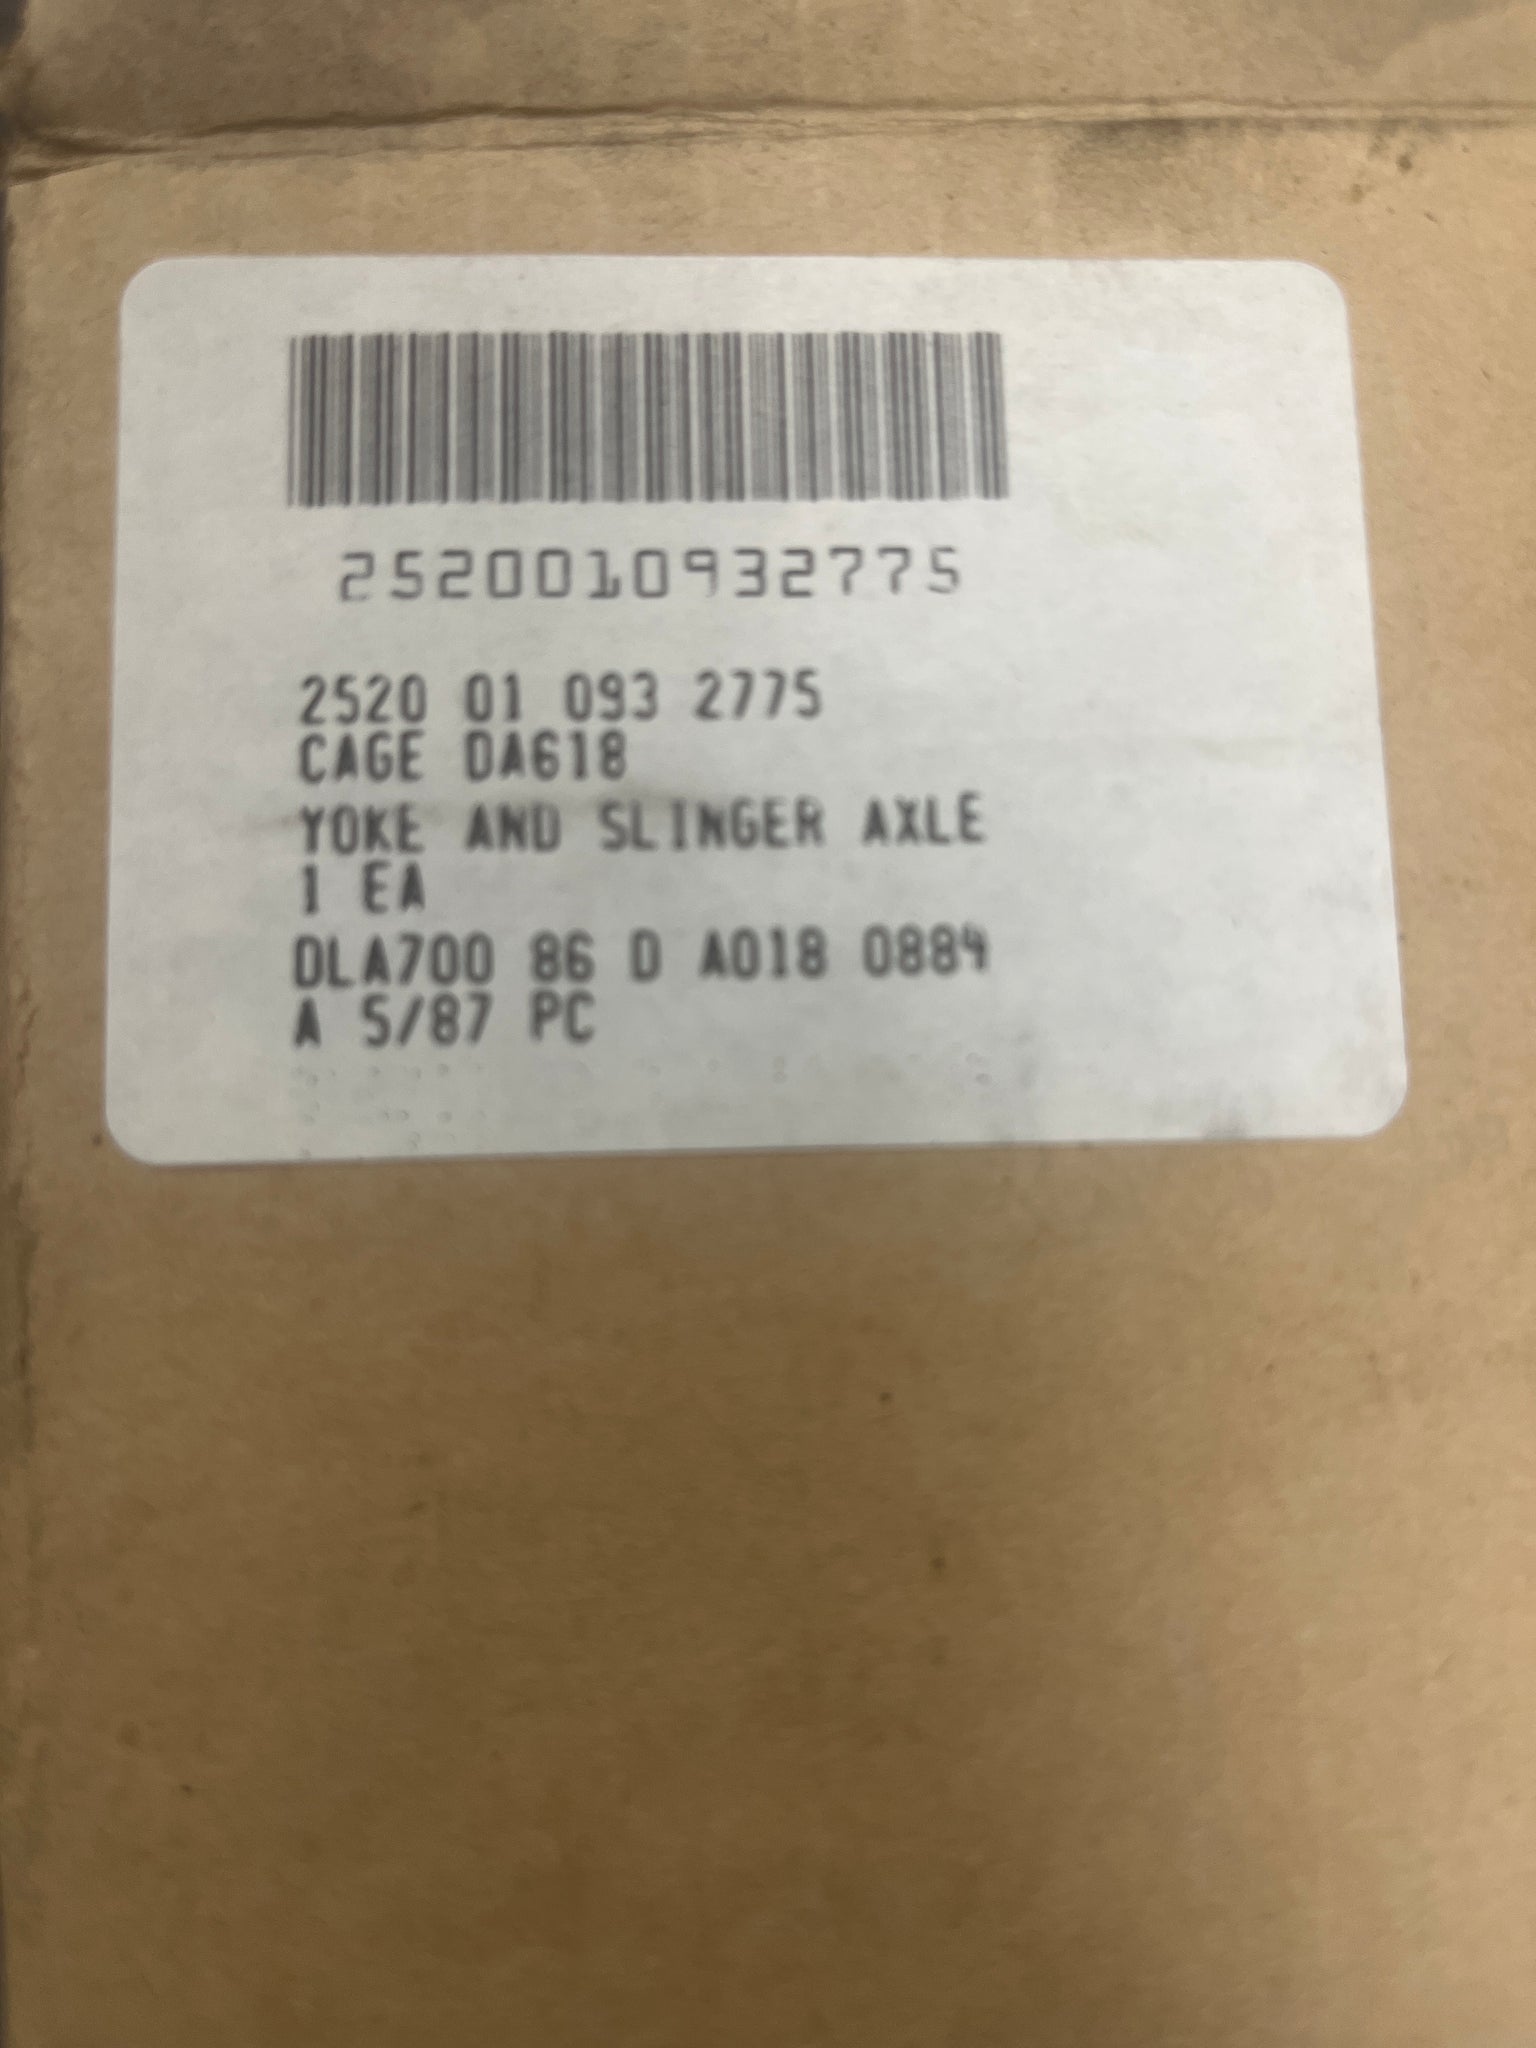 2520010932775
2520 01 093 2775
CAGE DA618
YOKE AND SLINGER AXLE
1 EA
DLA700 86 D A018 0884
A 5/87 PC